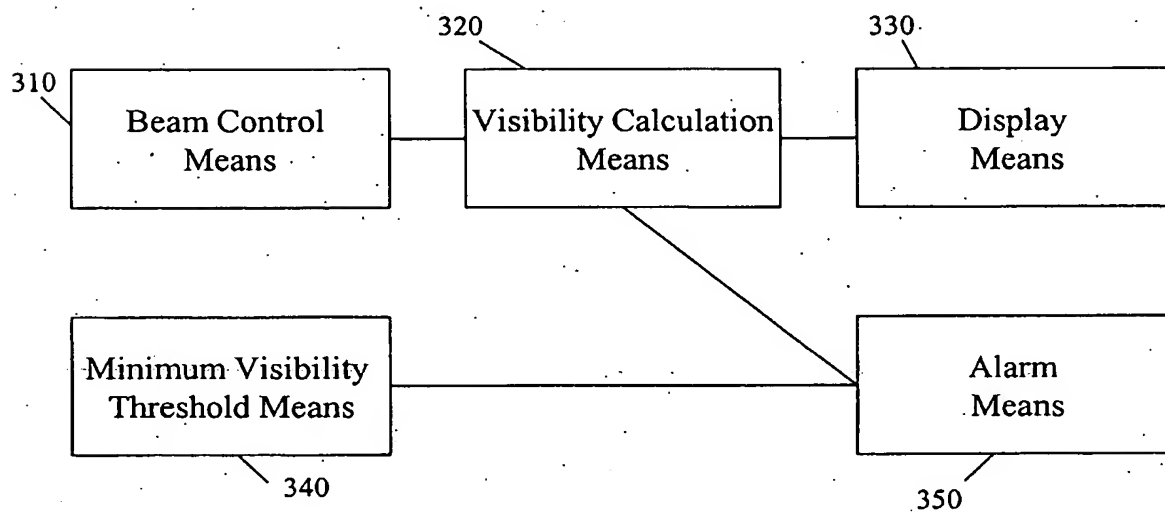 310
320
330
Beam Control
Means
Visibility Calculation
Means
Display
Means
Minimum Visibility
Threshold Means
Alarm
Means
340
350